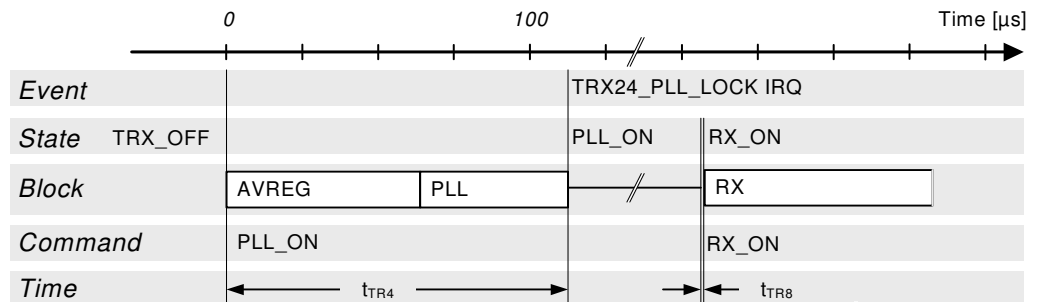 0 100 Time [µs]
Event TRX24_PLL_LOCK IRQ
State TRX_OFF PLL_ON RX_ON
Block AVREG PLL RX
Command PLL_ON RX_ON
Time tTR4 tTR8